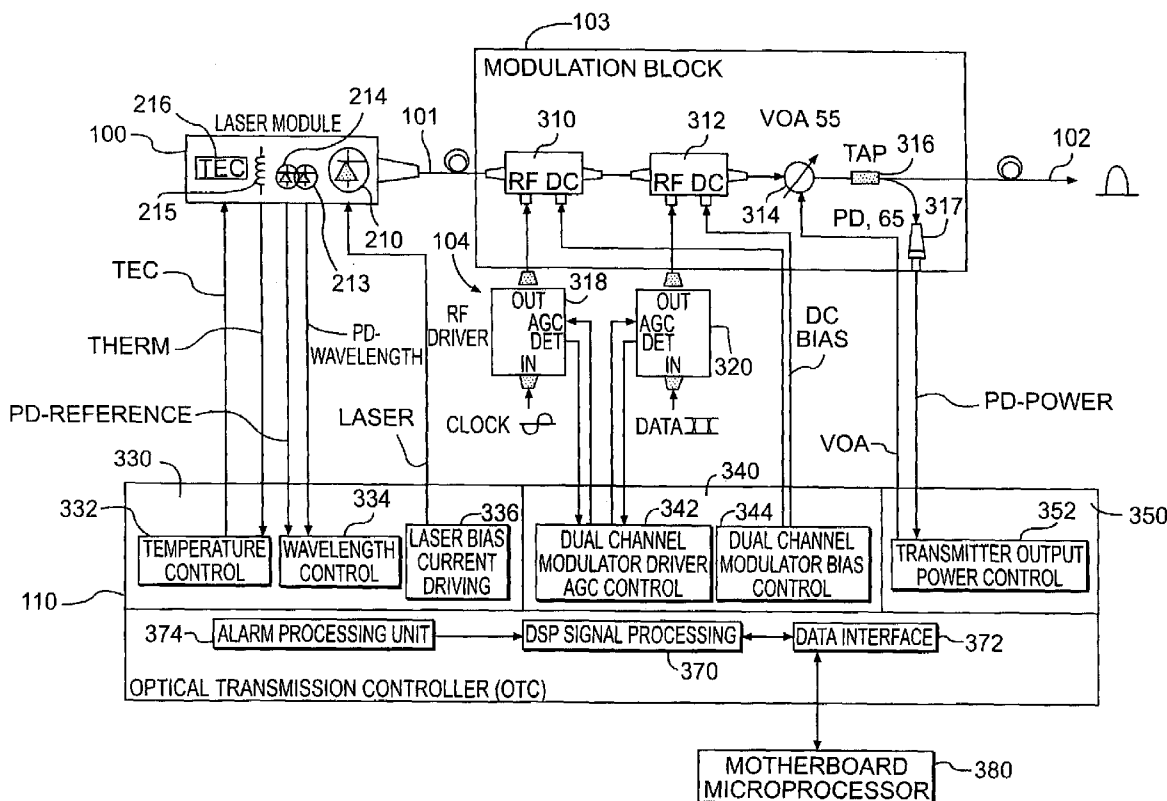 103
MODULATION BLOCK
216
214
LASER MODULE
100
TEC
101
215
210
213
310
RF DC
312
RF DC
VOA 55
314
TAP
316
102
PD, 65
317
104
OUT
318
AGC
DET
IN
RF
DRIVER
OUT
AGC
DET
IN
320
DC
BIAS
TEC
THERM
PD-
WAVELENGTH
PD-REFERENCE
LASER
CLOCK
DATA
PD-POWER
VOA
330
340
350
332
334
336
342
344
352
TEMPERATURE
CONTROL
WAVELENGTH
CONTROL
LASER BIAS
CURRENT
DRIVING
DUAL CHANNEL
MODULATOR DRIVER
AGC CONTROL
DUAL CHANNEL
MODULATOR BIAS
CONTROL
TRANSMITTER OUTPUT
POWER CONTROL
110
374
ALARM PROCESSING UNIT
DSP SIGNAL PROCESSING
370
DATA INTERFACE
372
OPTICAL TRANSMISSION CONTROLLER (OTC)
MOTHERBOARD
MICROPROCESSOR
380